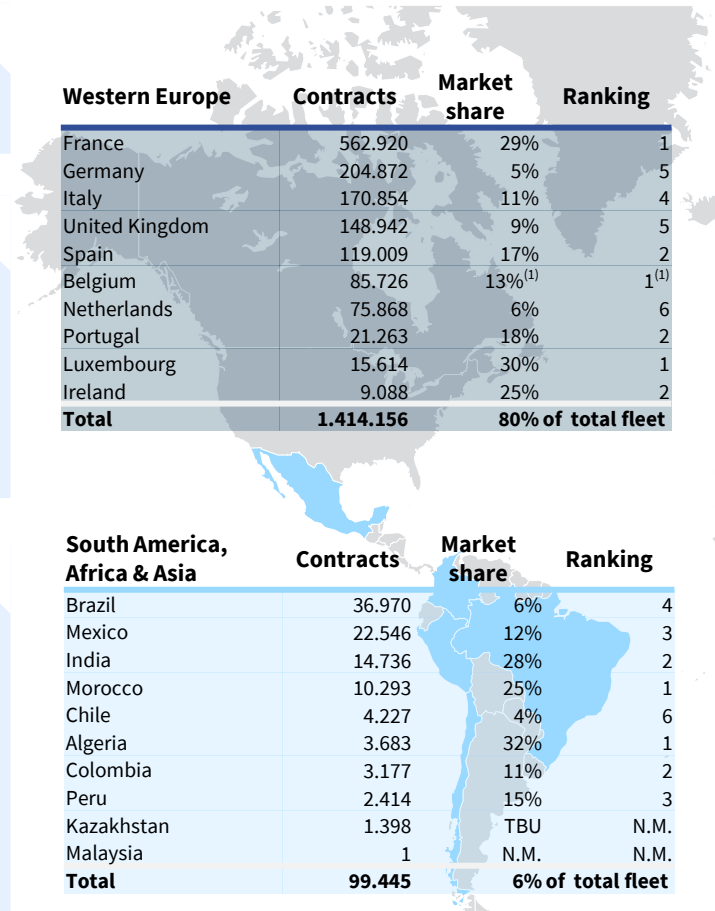 Western Europe Contracts Market share Ranking
France 562.920 29% 1
Germany 204.872 5% 5
Italy 170.854 11% 4
United Kingdom 148.942 9% 5
Spain 119.009 17% 2
Belgium 85.726 13%(1) 1(1)
Netherlands 75.868 6% 6
Portugal 21.263 18% 2
Luxembourg 15.614 30% 1
Ireland 9.088 25% 2
Total 1.414.156 80% of total fleet
South America, Africa & Asia Contracts Market share Ranking
Brazil 36.970 6% 4
Mexico 22.546 12% 3
India 14.736 28% 2
Morocco 10.293 25% 1
Chile 4.227 4% 6
Algeria 3.683 32% 1
Colombia 3.177 11% 2
Peru 2.414 15% 3
Kazakhstan 1.398 TBU N.M.
Malaysia 1 N.M. N.M.
Total 99.445 6% of total fleet